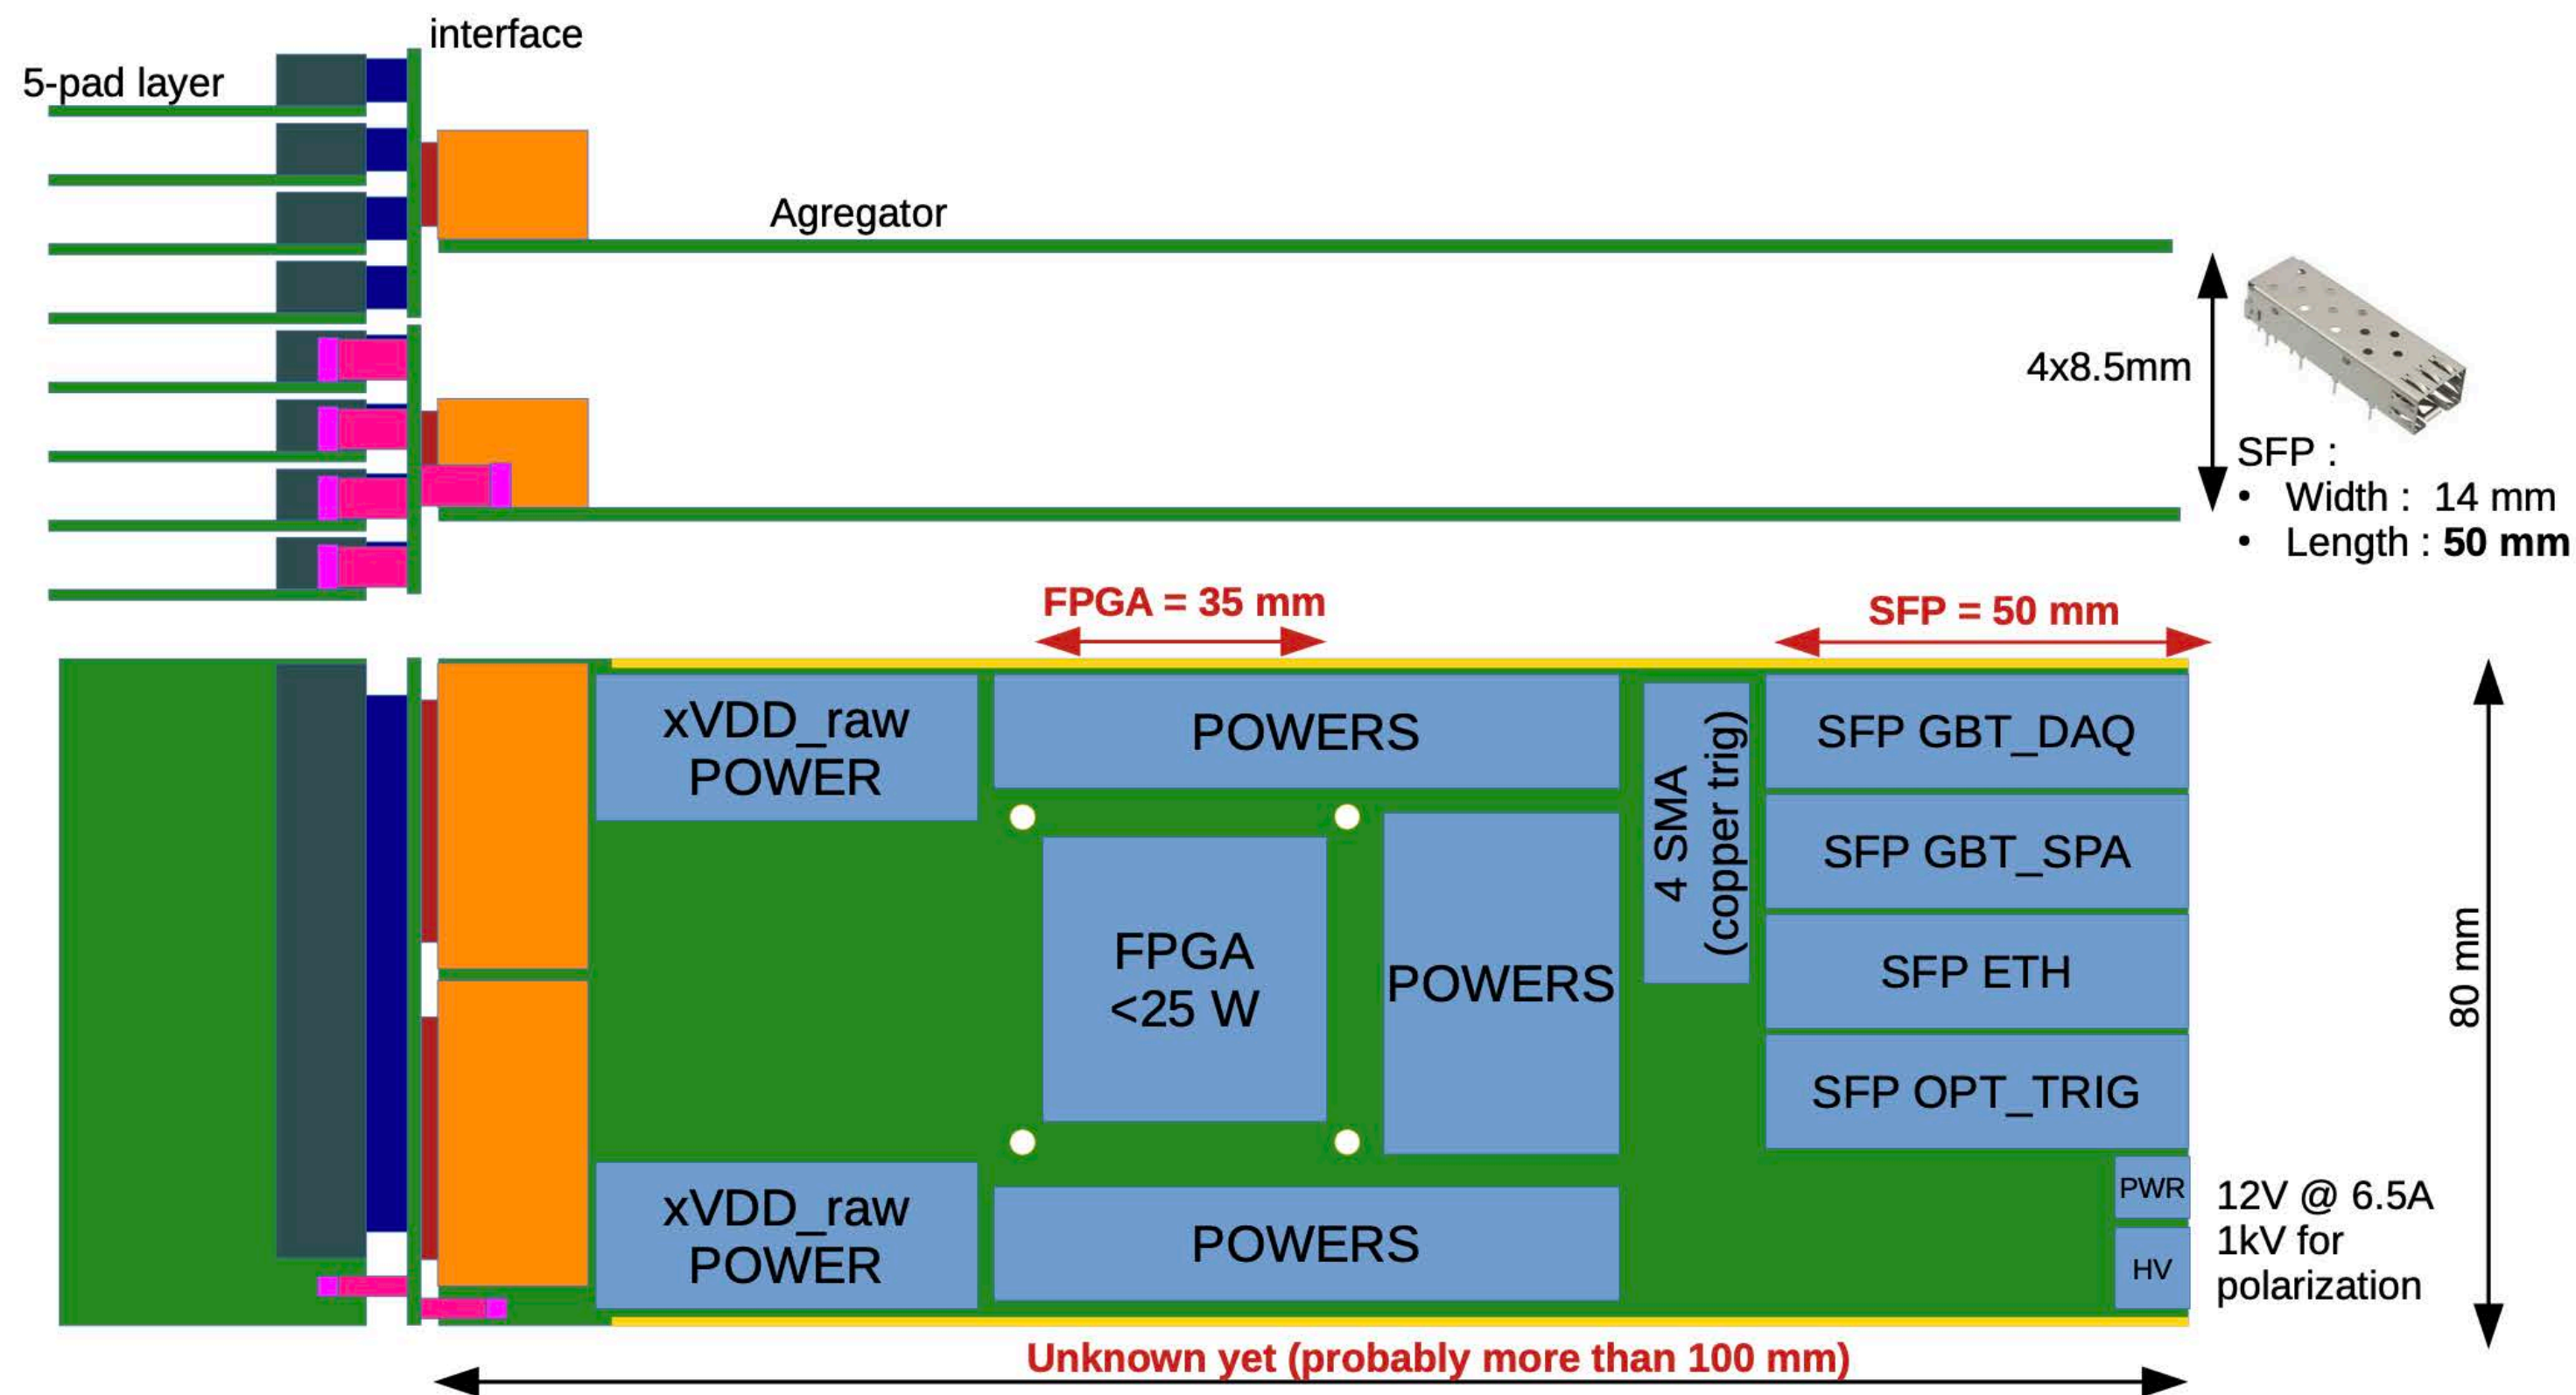 interface
5-pad layer
Agregator
4x8.5mm
SFP :
• Width : 14 mm
• Length : 50 mm
FPGA = 35 mm
SFP = 50 mm
xVDD_raw
POWER
POWERS
4 SMA
(copper trig)
SFP GBT_DAQ
SFP GBT_SPA
FPGA
<25 W
POWERS
SFP ETH
SFP OPT_TRIG
80 mm
xVDD_raw
POWER
POWERS
PWR
HV
12V @ 6.5A
1kV for
polarization
Unknown yet (probably more than 100 mm)